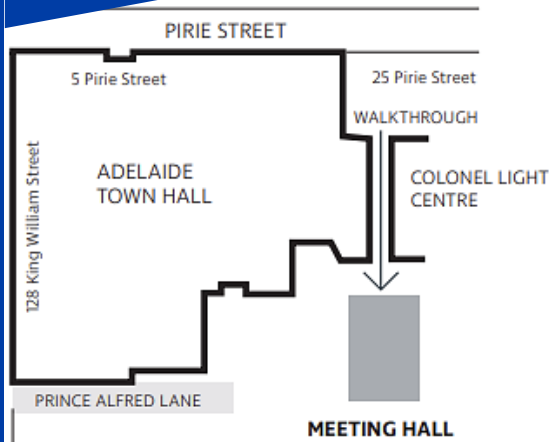 PIRIE STREET
5 Pirie Street
25 Pirie Street
WALKTHROUGH
ADELAIDE
TOWN HALL
COLONEL LIGHT
CENTRE
128 King William Street
PRINCE ALFRED LANE
MEETING HALL